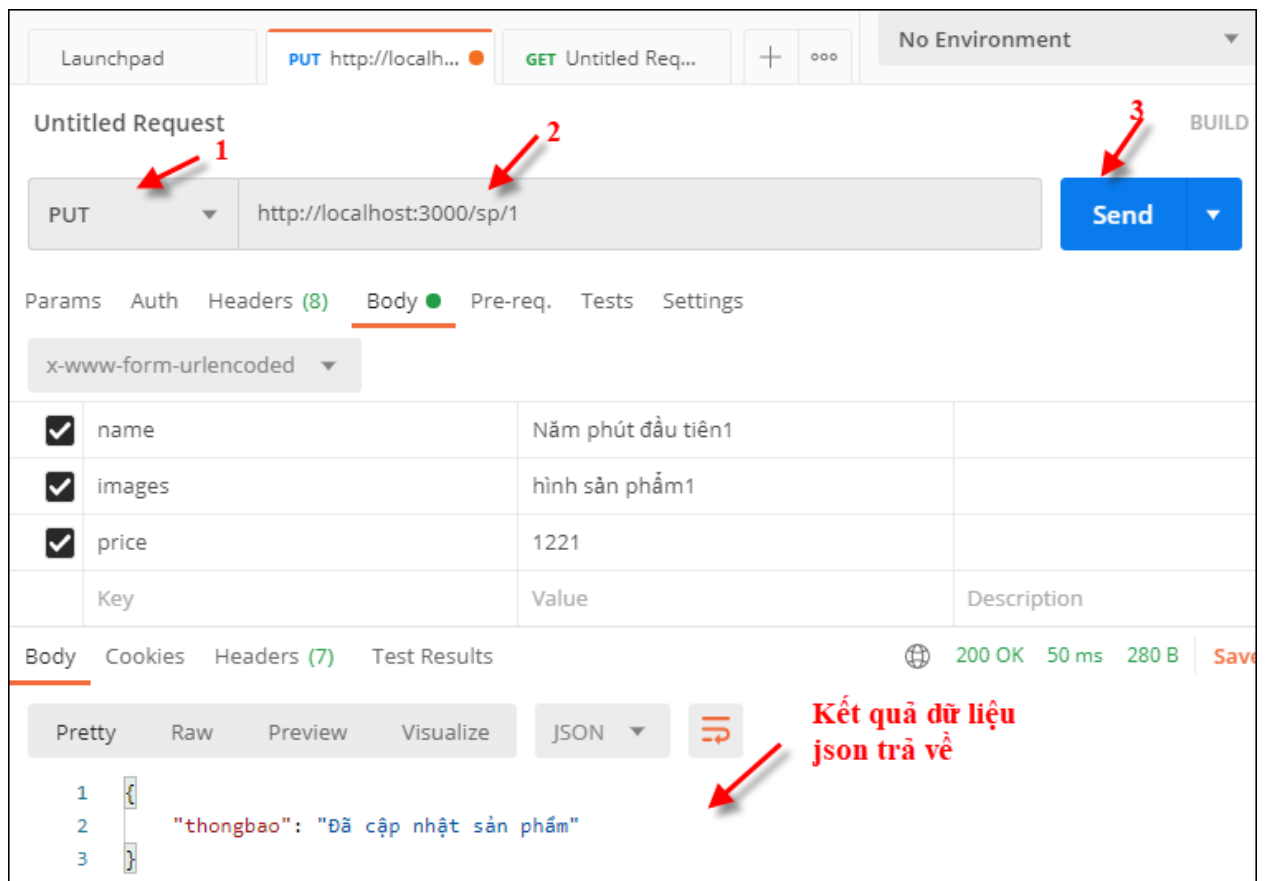 Launchpad
PUT http://localh...
GET Untitled Req...
No Environment
Untitled Request
BUILD
1
2
3
PUT
http://localhost:3000/sp/1
Send
Params Auth Headers (8) Body Pre-req. Tests Settings
x-www-form-urlencoded
name Năm phút đầu tiên1
images hình sản phẩm1
price 1221
Key Value Description
Body Cookies Headers (7) Test Results
200 OK 50 ms 280 B Save
Pretty Raw Preview Visualize JSON
Kết quả dữ liệu
json trả về
1 {
2 "thongbao": "Đã cập nhật sản phẩm"
3 }